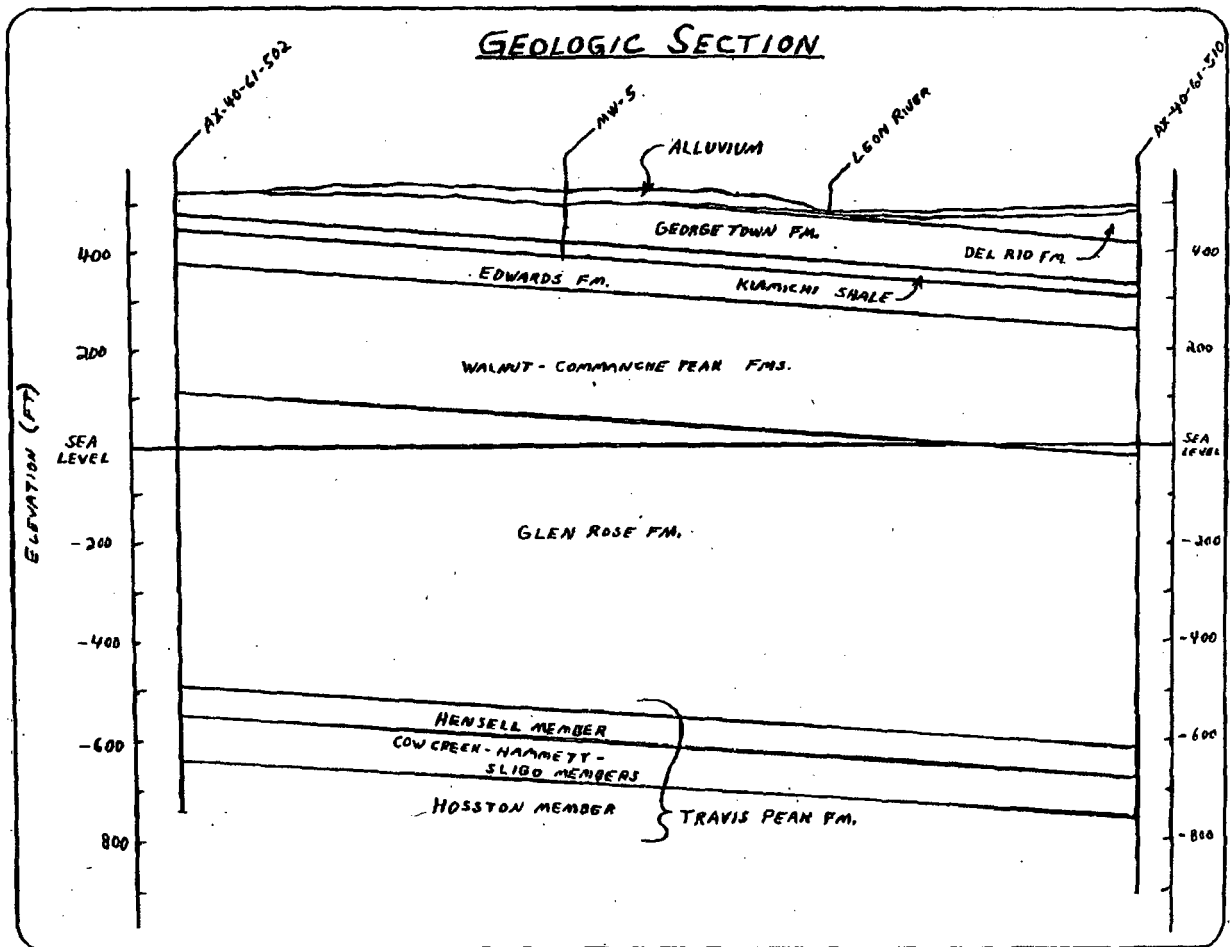 GEOLOGIC SECTION
AX-40-61-502
MW-5
LEON RIVER
AX-40-61-510
ALLUVIUM
GEORGETOWN FM.
DEL RIO FM.
400
400
EDWARDS FM.
KIAMICHI SHALE
200
200
WALNUT - COMMANCHE PEAK FMS.
ELEVATION (FT)
SEA
LEVEL
SEA
LEVEL
GLEN ROSE FM.
-200
-200
-400
-400
HENSELL MEMBER
-600
-600
COW CREEK - HAMMETT -
SLIGO MEMBERS
HOSSTON MEMBER
TRAVIS PEAK FM.
800
-800